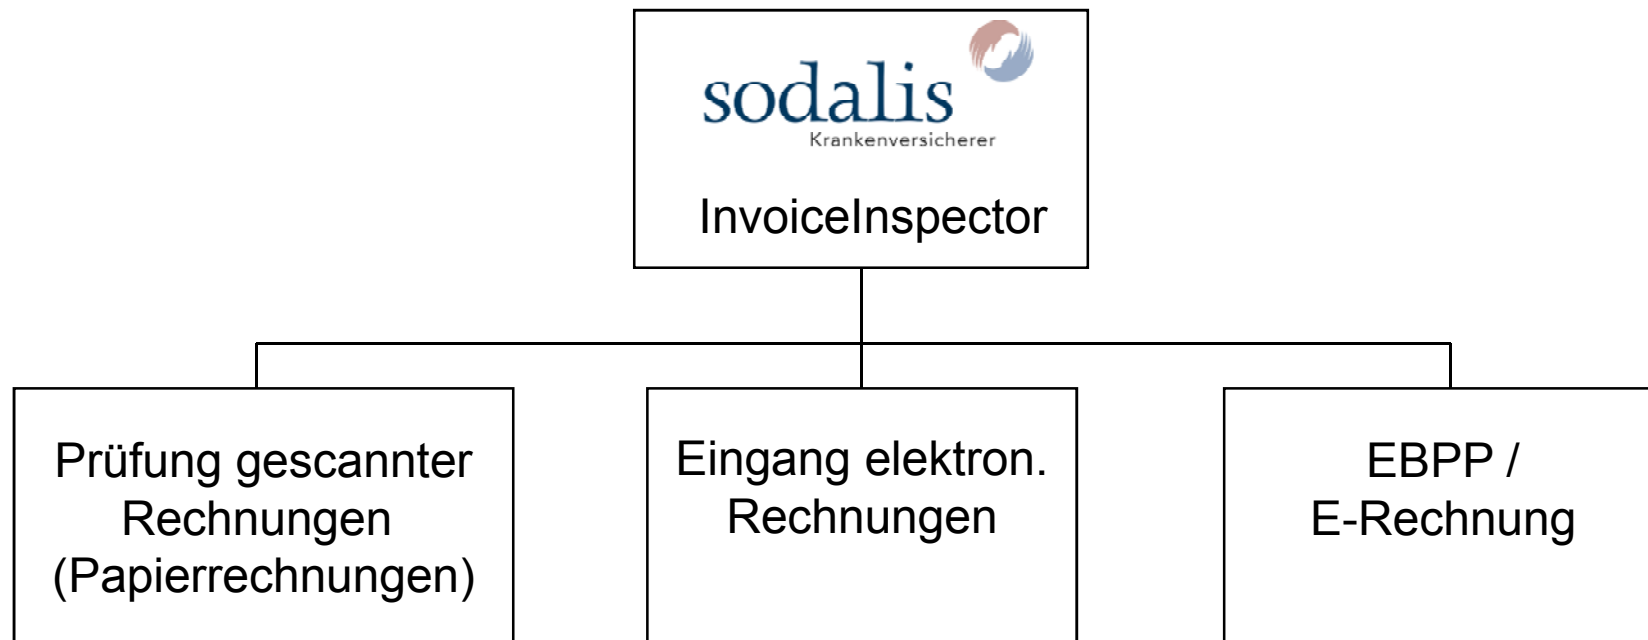 sodalis
Krankenversicherer
InvoiceInspector
Prüfung gescannter
Rechnungen
(Papierrechnungen)
Eingang elektron.
Rechnungen
EBPP /
E-Rechnung